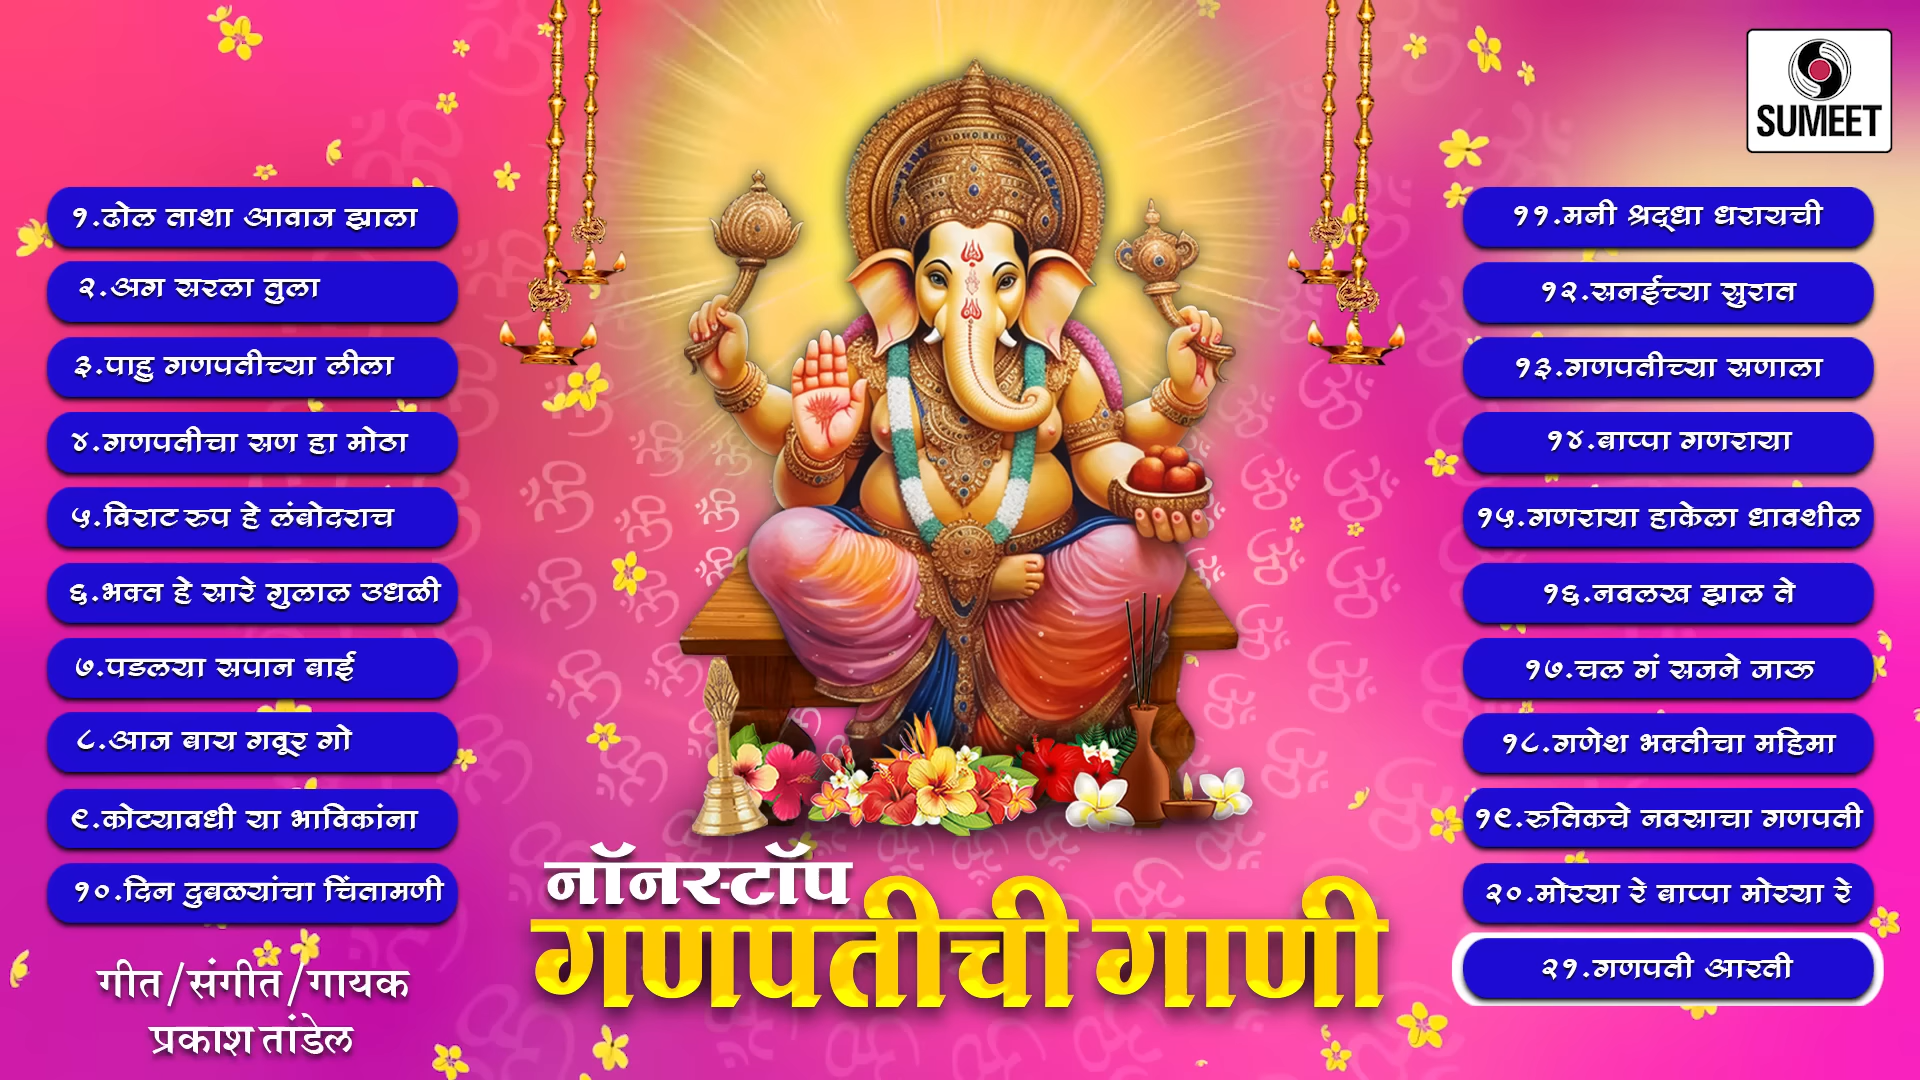 SUMEET
१.ढोल ताशा आवाज झाला
२.अग सरला तुला
३.पाहु गणपतीच्या लीला
४.गणपतीचा सण हा मोठा
५.विराट रुप हे लंबोदराच
६.भक्त हे सारे गुलाल उधळी
७.पडलया सपान बाई
८.आज बाय गवूर गो
९.कोटयावधी या भाविकांना
१०.दिन दुबळयांचा चिंतामणी
गीत/संगीत/गायक
प्रकाश तांडेल
नॉनस्टॉप
गणपतीची गाणी
११.मनी श्रद्धा धरायची
१२.सनईच्या सुरात
१३.गणपतीच्या सणाला
१४.बाप्पा गणराया
१५.गणराया हाकेला धावशील
१६.नवलख झाल ते
१७.चल गं सजने जाऊ
१८.गणेश भक्तीचा महिमा
१९.रुतिकचे नवसाचा गणपती
२०.मोरया रे बाप्पा मोरया रे
२१.गणपती आरती